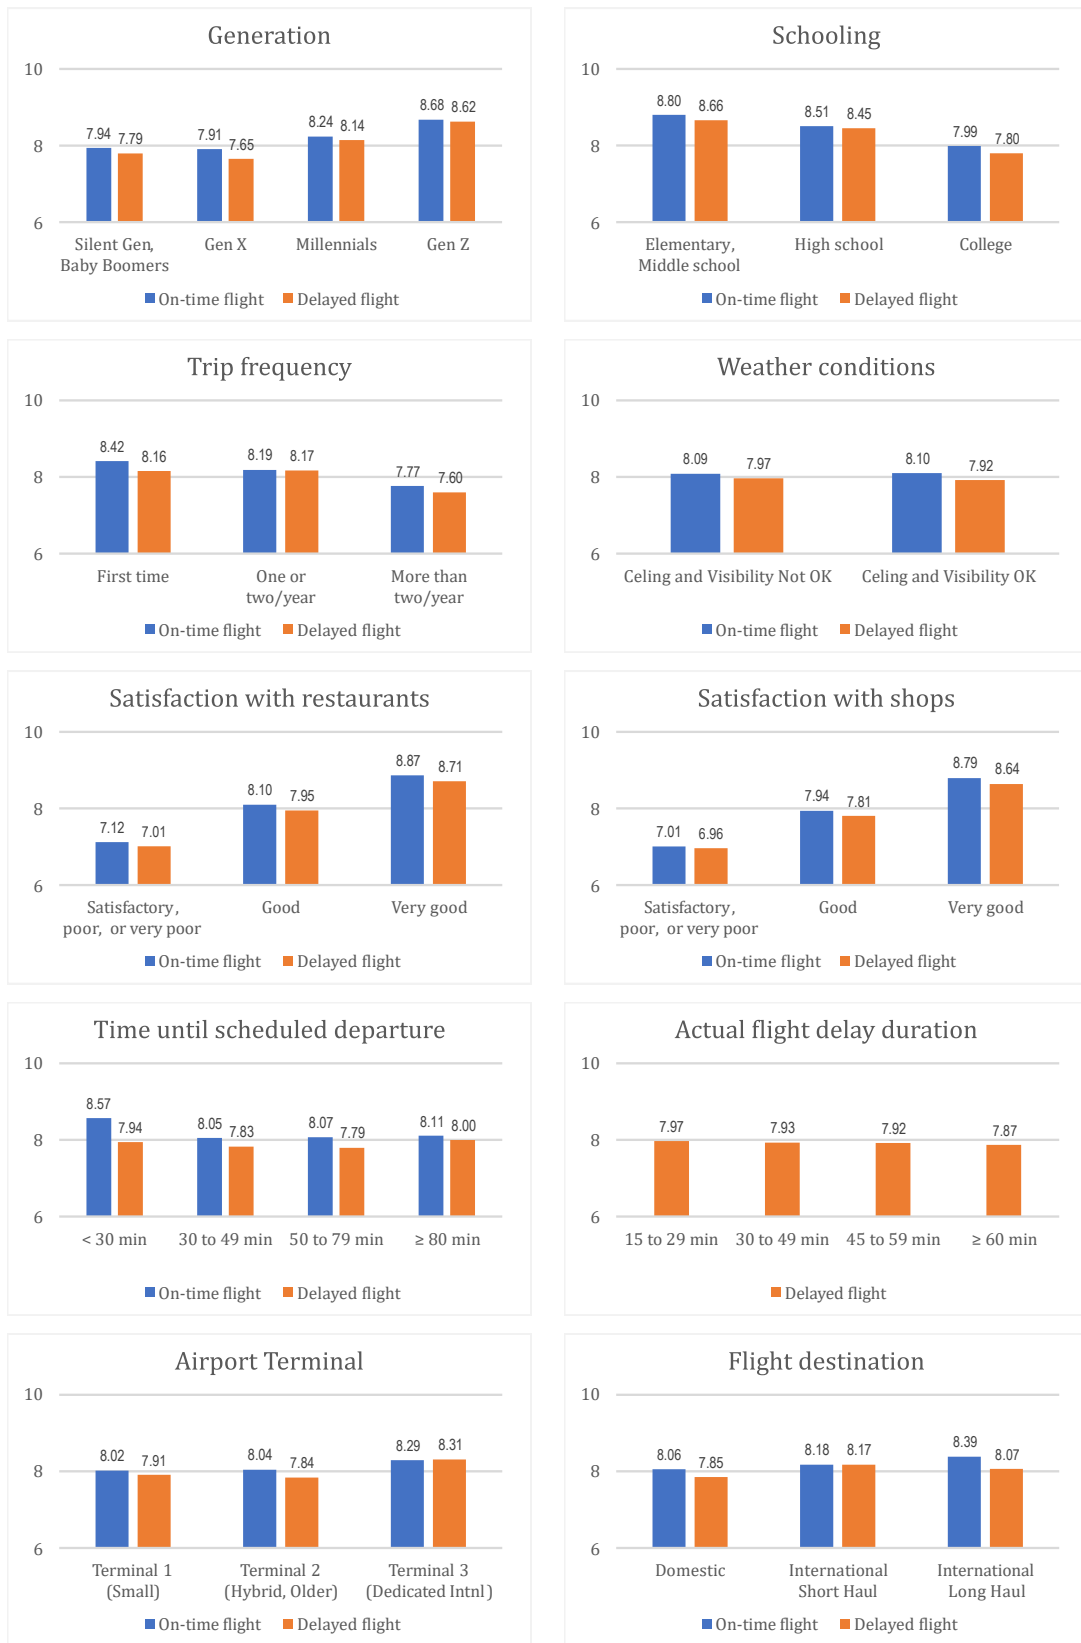 Generation
10
8
6
7.94 7.79 7.91 7.65 8.24 8.14 8.68 8.62
Silent Gen, Gen X Millennials Gen Z
Baby Boomers
On-time flight Delayed flight
Schooling
10
8
6
8.80 8.66 8.51 8.45 7.99 7.80
Elementary, High school College
Middle school
On-time flight Delayed flight
Trip frequency
10
8
6
8.42 8.16 8.19 8.17 7.77 7.60
First time One or More than
two/year two/year
On-time flight Delayed flight
Weather conditions
10
8
6
8.09 7.97 8.10 7.92
Celing and Visibility Not OK Celing and Visibility OK
On-time flight Delayed flight
Satisfaction with restaurants
10
8
6
7.12 7.01 8.10 7.95 8.87 8.71
Satisfactory, Good Very good
poor, or very poor
On-time flight Delayed flight
Satisfaction with shops
10
8
6
7.01 6.96 7.94 7.81 8.79 8.64
Satisfactory, Good Very good
poor, or very poor
On-time flight Delayed flight
Time until scheduled departure
10
8
6
8.57 7.94 8.05 7.83 8.07 7.79 8.11 8.00
< 30 min 30 to 49 min 50 to 79 min ≥ 80 min
On-time flight Delayed flight
Actual flight delay duration
10
8
6
7.97 7.93 7.92 7.87
15 to 29 min 30 to 49 min 45 to 59 min ≥ 60 min
Delayed flight
Airport Terminal
10
8
6
8.02 7.91 8.04 7.84 8.29 8.31
Terminal 1 Terminal 2 Terminal 3
(Small) (Hybrid, Older) (Dedicated Intnl)
On-time flight Delayed flight
Flight destination
10
8
6
8.06 7.85 8.18 8.17 8.39 8.07
Domestic International International
Short Haul Long Haul
On-time flight Delayed flight